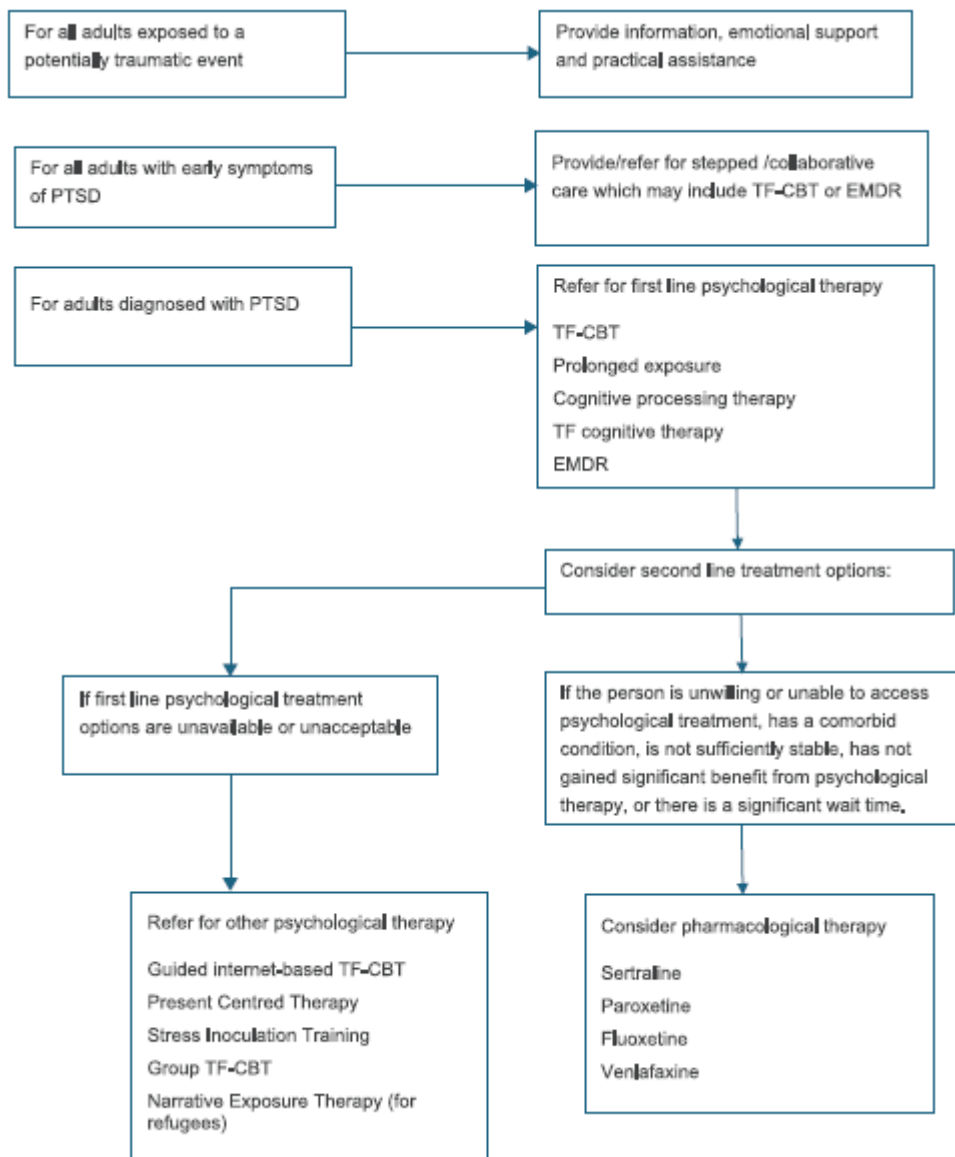 For all adults exposed to a
potentially traumatic event
Provide information, emotional support
and practical assistance
For all adults with early symptoms
of PTSD
Provide/refer for stepped /collaborative
care which may include TF-CBT or EMDR
For adults diagnosed with PTSD
Refer for first line psychological therapy
TF-CBT
Prolonged exposure
Cognitive processing therapy
TF cognitive therapy
EMDR
Consider second line treatment options:
If first line psychological treatment
options are unavailable or unacceptable
If the person is unwilling or unable to access
psychological treatment, has a comorbid
condition, is not sufficiently stable, has not
gained significant benefit from psychological
therapy, or there is a significant wait time.
Refer for other psychological therapy
Guided internet-based TF-CBT
Present Centred Therapy
Stress Inoculation Training
Group TF-CBT
Narrative Exposure Therapy (for
refugees)
Consider pharmacological therapy
Sertraline
Paroxetine
Fluoxetine
Venlafaxine